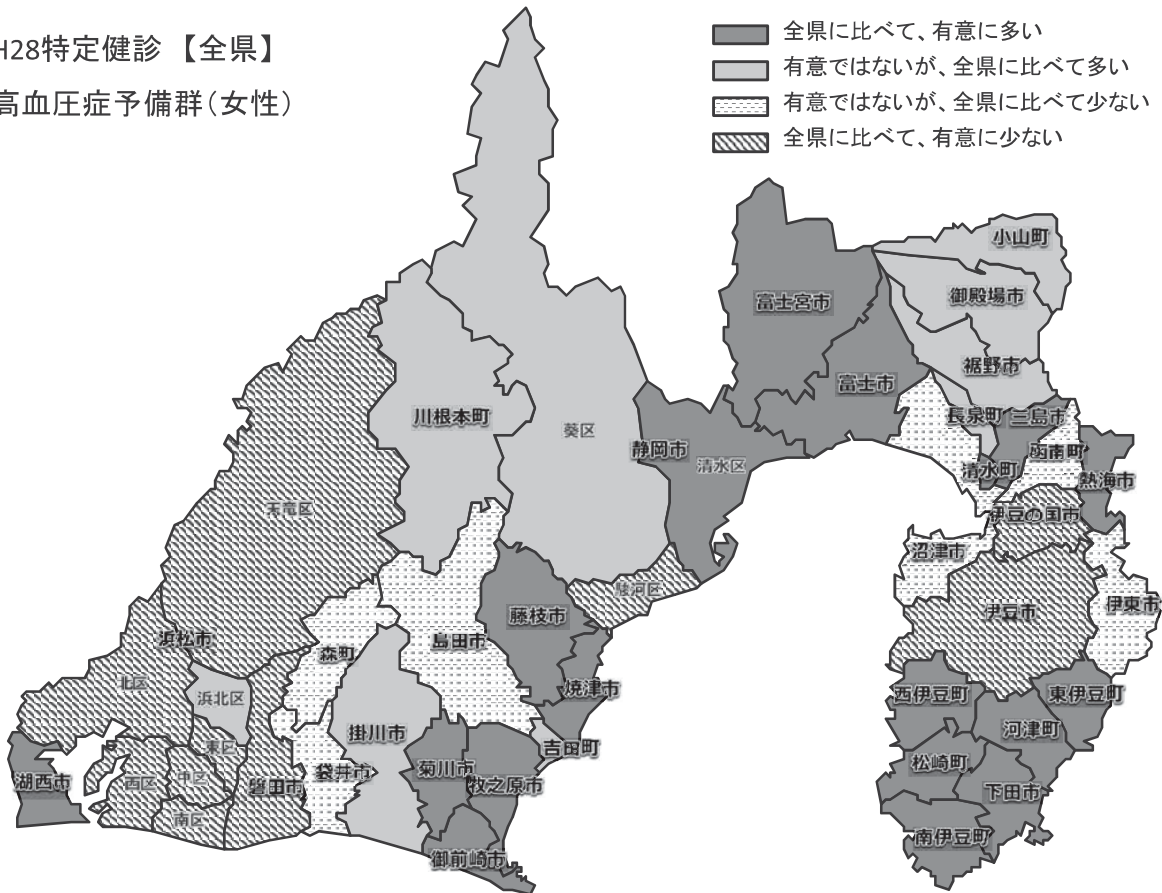 H28特定健診 【全県】
高血圧症予備群(女性)
全県に比べて、有意に多い
有意ではないが、全県に比べて多い
有意ではないが、全県に比べて少ない
全県に比べて、有意に少ない
小山町
御殿場市
富士宮市
裾野市
富士市
長泉町
三島市
川根本町
葵区
静岡市
清水区
函南町
清水町
熱海市
天竜区
伊豆の国市
沼津市
駿河区
伊豆市
伊東市
藤枝市
島田市
浜松市
森町
北区
浜北区
焼津市
西伊豆町
東伊豆町
掛川市
河津町
東区
吉田町
湖西市
西区
中区
磐田市
袋井市
菊川市
牧之原市
松崎町
下田市
南区
南伊豆町
御前崎市